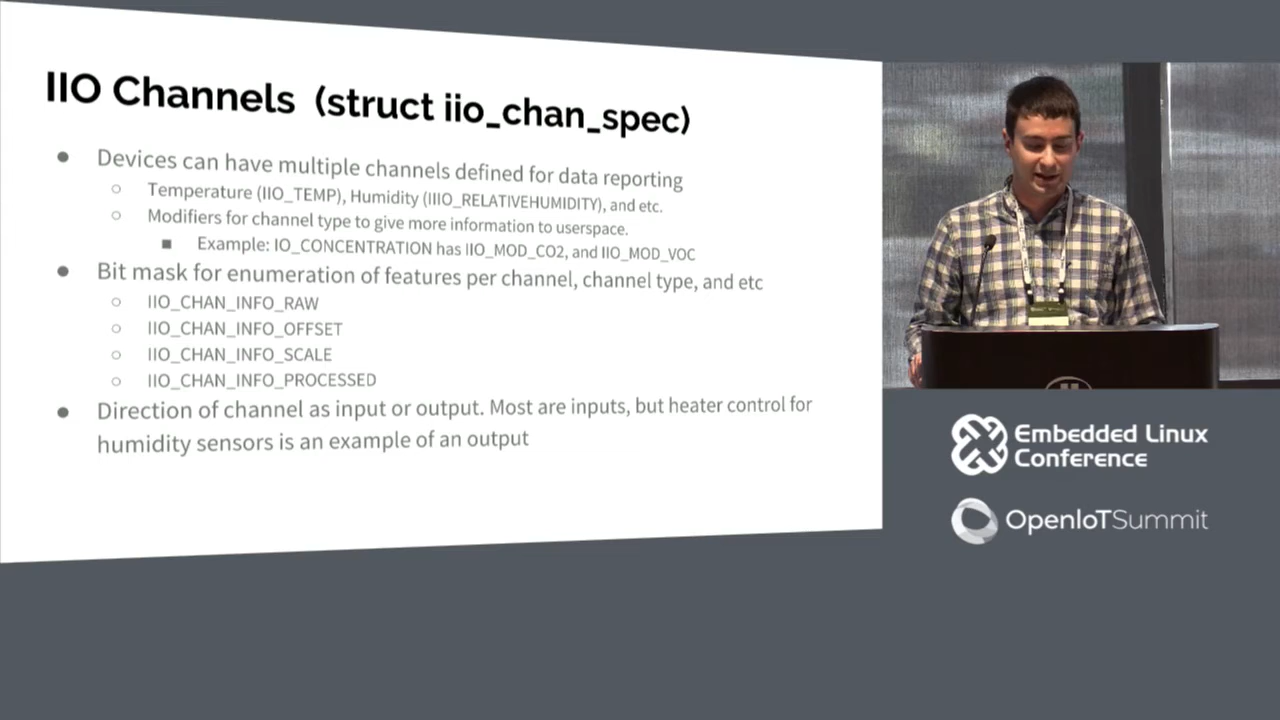 IIO Channels (struct iio_chan_spec)
● Devices can have multiple channels defined for data reporting
○ Temperature (IIO_TEMP), Humidity (IIIO_RELATIVEHUMIDITY), and etc.
○ Modifiers for channel type to give more information to userspace.
■ Example: IO_CONCENTRATION has IIO_MOD_CO2, and IIO_MOD_VOC
● Bit mask for enumeration of features per channel, channel type, and etc
○ IIO_CHAN_INFO_RAW
○ IIO_CHAN_INFO_OFFSET
○ IIO_CHAN_INFO_SCALE
○ IIO_CHAN_INFO_PROCESSED
● Direction of channel as input or output. Most are inputs, but heater control for
humidity sensors is an example of an output
Embedded Linux
Conference
OpenIoTSummit